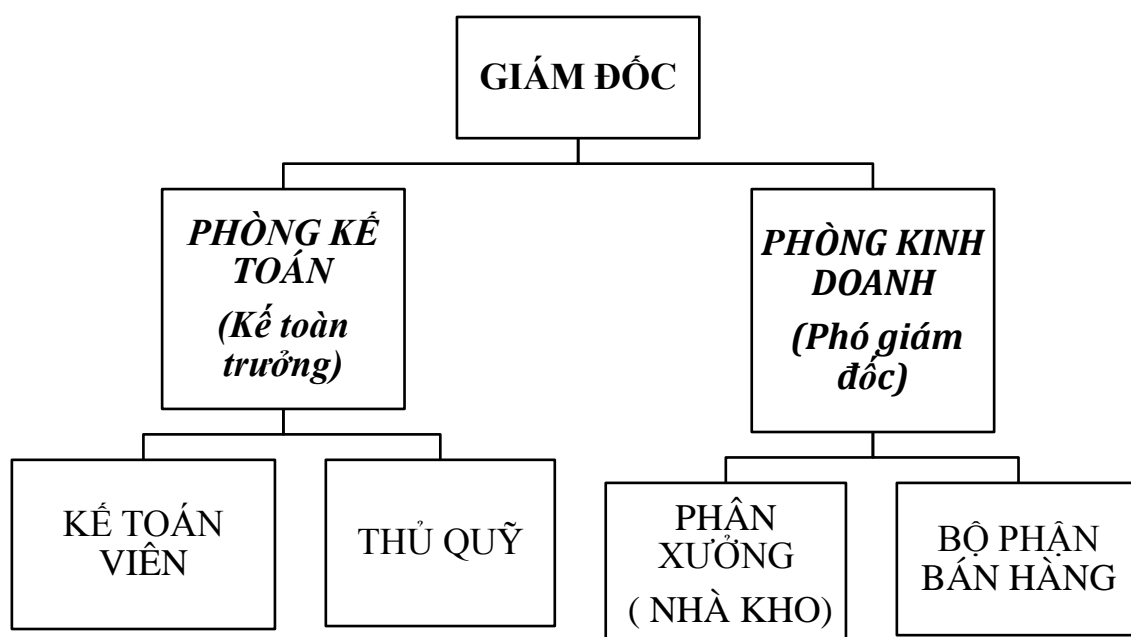 GIÁM ĐỐC
PHÒNG KẾ
TOÁN
(Kế toàn
trưởng)
PHÒNG KINH
DOANH
(Phó giám
đốc)
KẾ TOÁN
VIÊN
THỦ QUỸ
PHÂN
XƯỞNG
( NHÀ KHO)
BỘ PHẬN
BÁN HÀNG